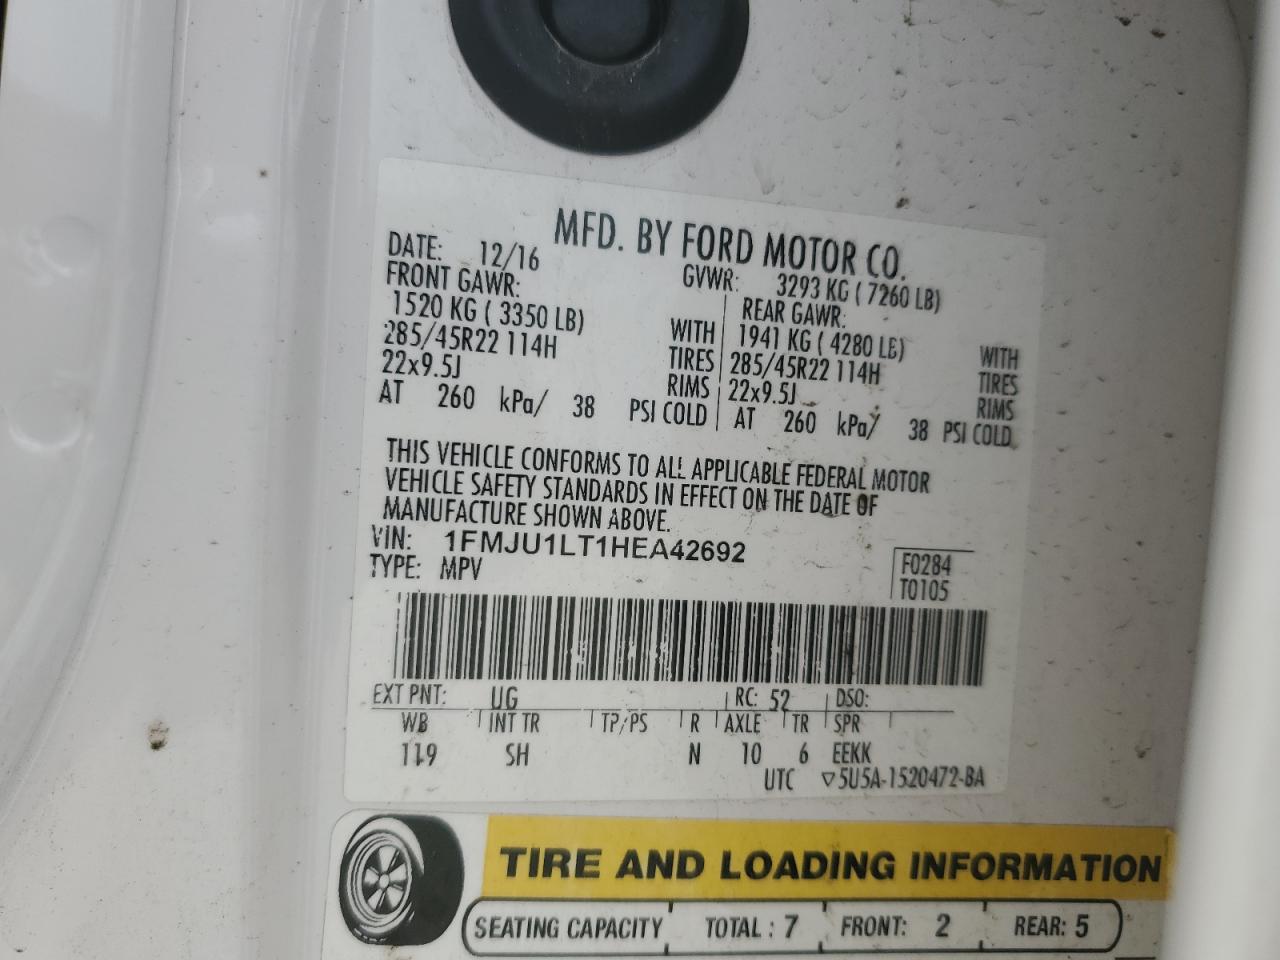 MFD. BY FORD MOTOR CO.
DATE: 12/16 GVWR: 3293 KG ( 7260 LB)
FRONT GAWR: REAR GAWR:
1520 KG ( 3350 LB) WITH 1941 KG ( 4280 LB) WITH
285/45R22 114H TIRES 285/45R22 114H TIRES
22x9.5J RIMS 22x9.5J RIMS
AT 260 kPa/ 38 PSI COLD AT 260 kPa/ 38 PSI COLD
THIS VEHICLE CONFORMS TO ALL APPLICABLE FEDERAL MOTOR
VEHICLE SAFETY STANDARDS IN EFFECT ON THE DATE OF
MANUFACTURE SHOWN ABOVE.
VIN: 1FMJU1LT1HEA42692
TYPE: MPV
F0284
T0105
EXT PNT: UG RC: 52 DSO:
WB INT TR TP/PS R AXLE TR SPR
119 SH N 10 6 EEKK
UTC ▽5U5A-1520472-BA
TIRE AND LOADING INFORMATION
SEATING CAPACITY TOTAL : 7 FRONT: 2 REAR: 5